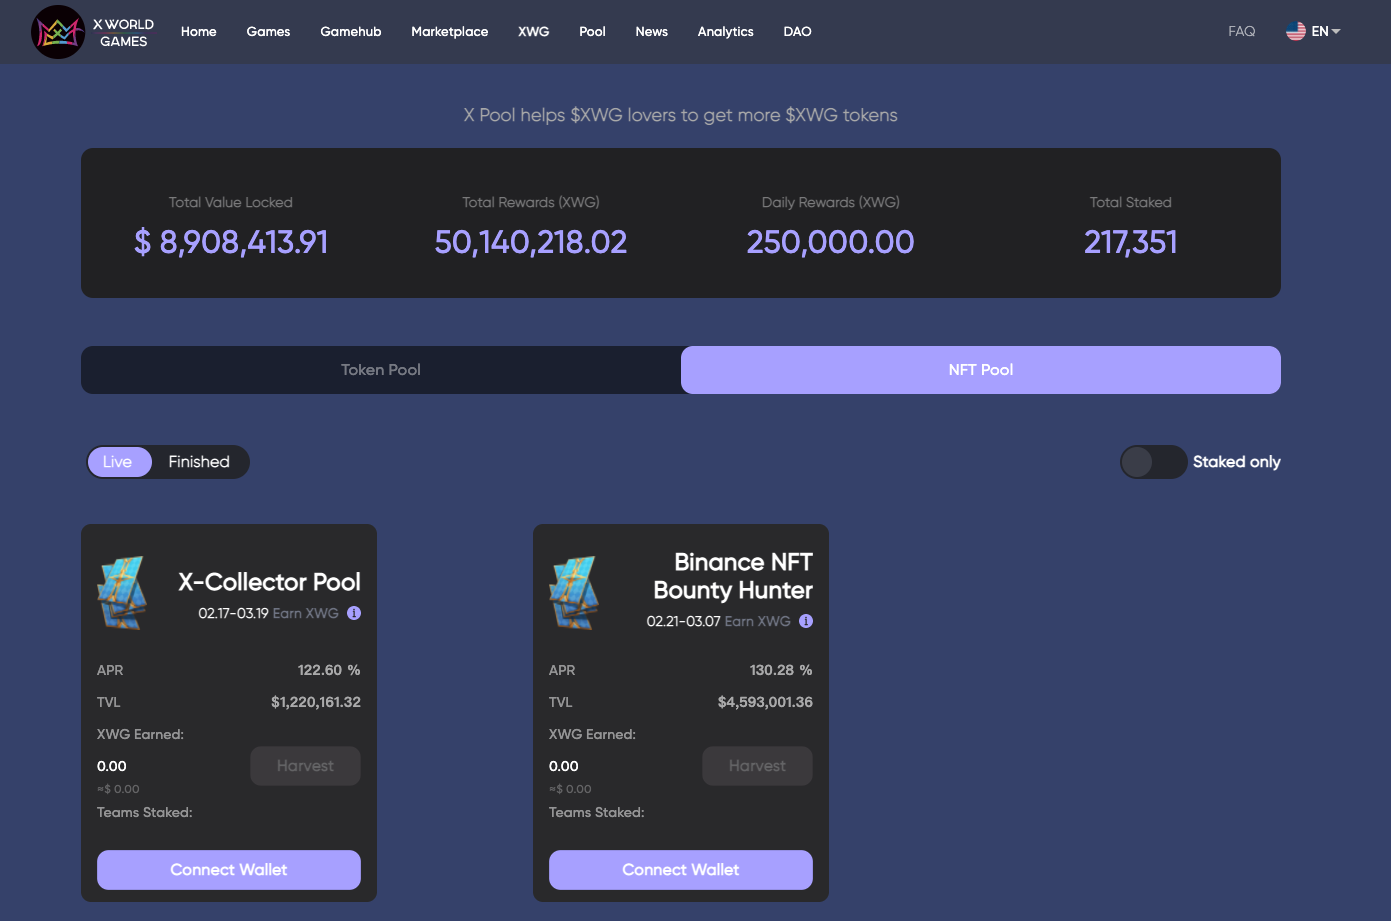 X WORLD
GAMES
Home Games Gamehub Marketplace XWG Pool News Analytics DAO FAQ EN
X Pool helps $XWG lovers to get more $XWG tokens
Total Value Locked Total Rewards (XWG) Daily Rewards (XWG) Total Staked
$ 8,908,413.91 50,140,218.02 250,000.00 217,351
Token Pool NFT Pool
Live Finished Staked only
X-Collector Pool
02.17-03.19 Earn XWG i
APR 122.60 %
TVL $1,220,161.32
XWG Earned:
0.00 Harvest
≈$ 0.00
Teams Staked:
Connect Wallet
Binance NFT
Bounty Hunter
02.21-03.07 Earn XWG i
APR 130.28 %
TVL $4,593,001.36
XWG Earned:
0.00 Harvest
≈$ 0.00
Teams Staked:
Connect Wallet